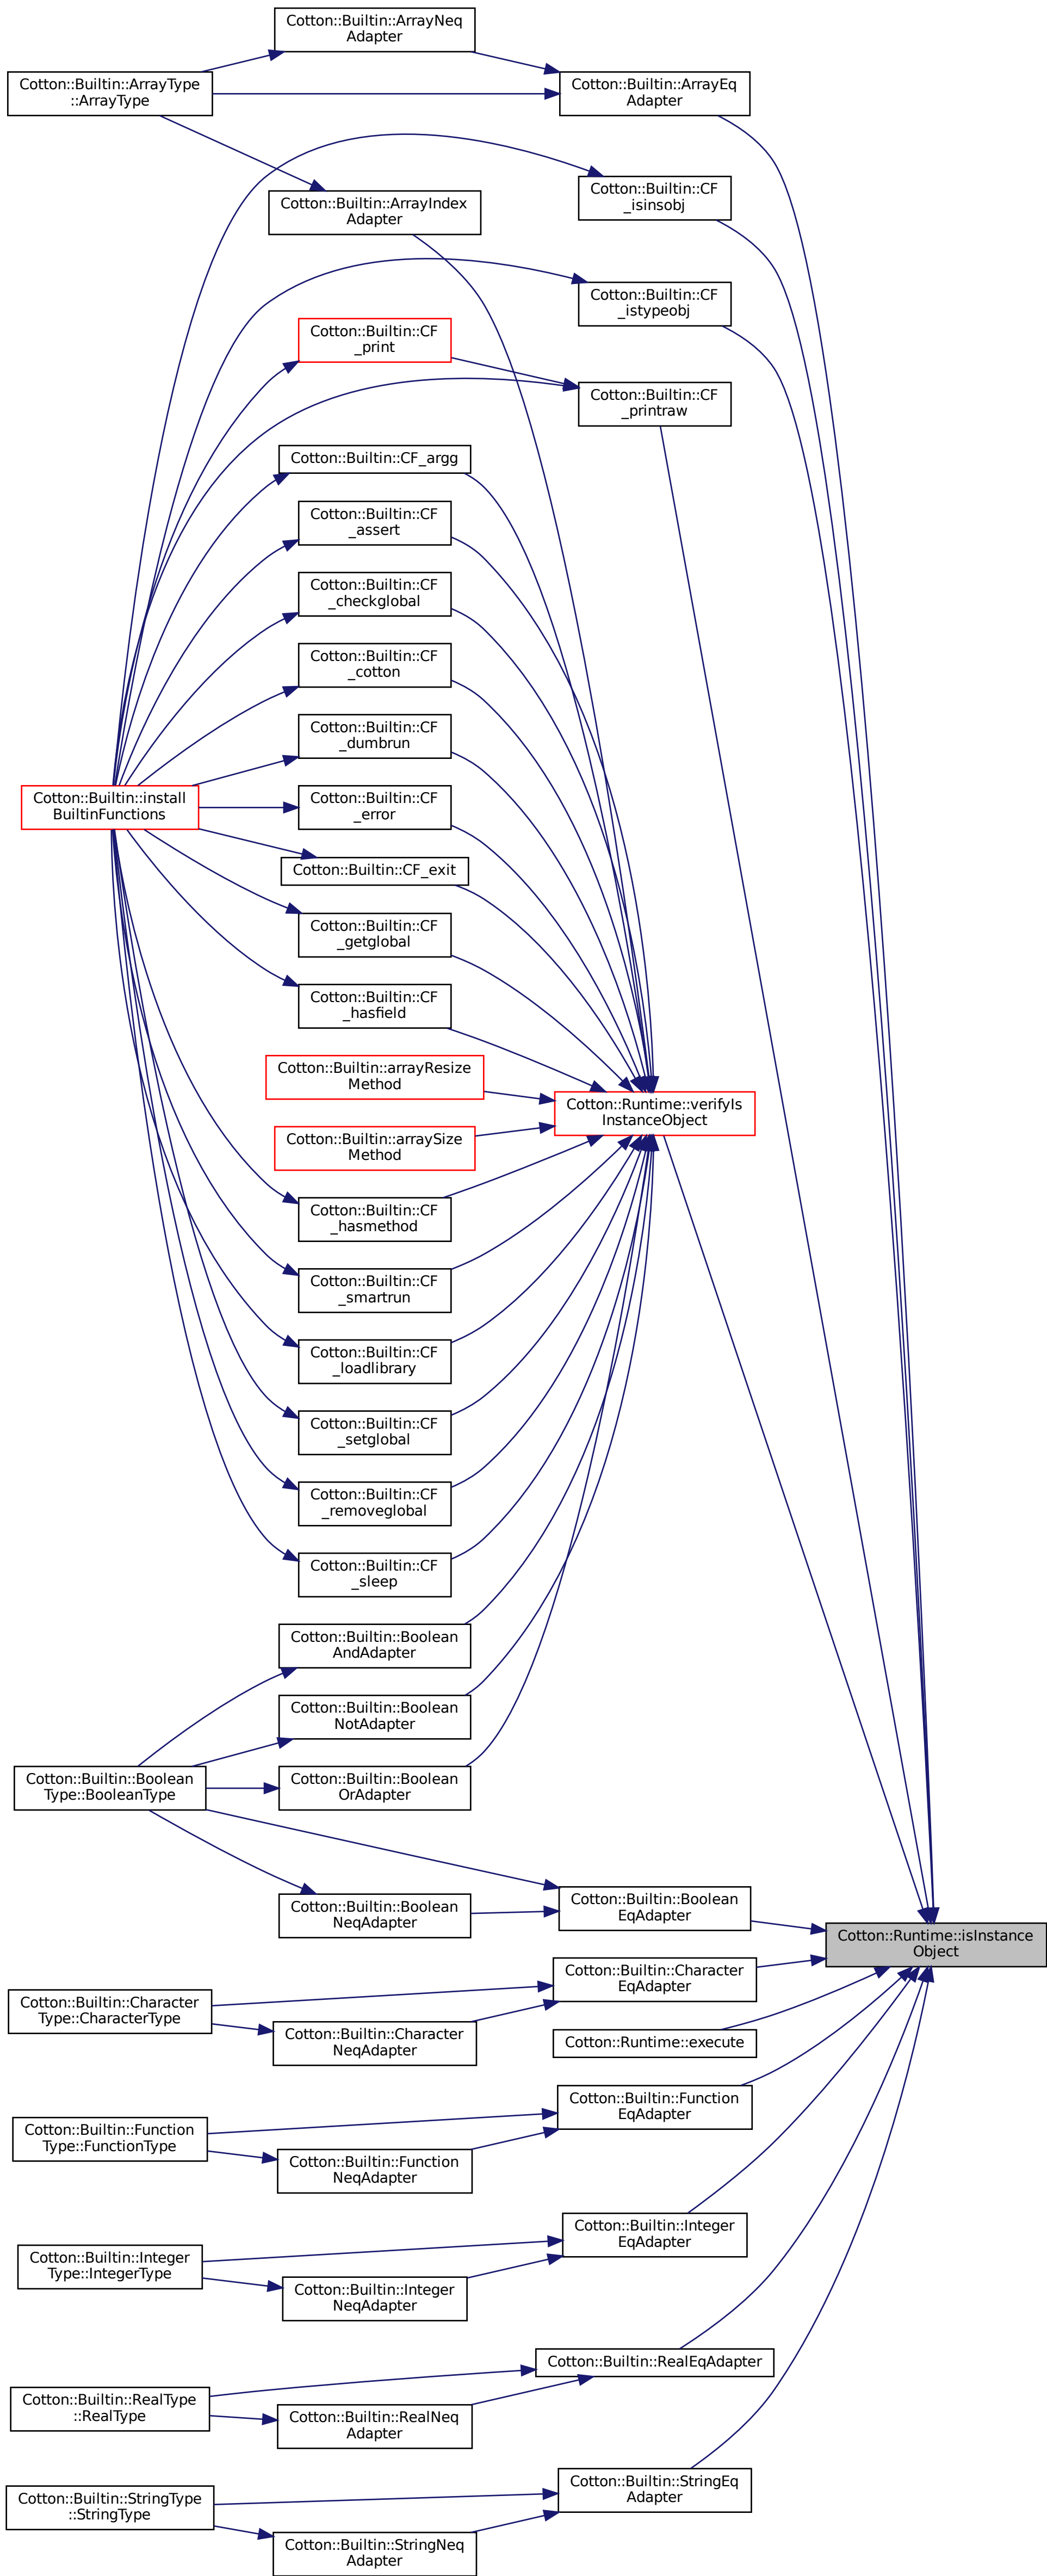 Cotton::Builtin::ArrayNeq
Adapter
Cotton::Builtin::ArrayType
::ArrayType
Cotton::Builtin::ArrayEq
Adapter
Cotton::Builtin::CF
_isinsobj
Cotton::Builtin::ArrayIndex
Adapter
Cotton::Builtin::CF
_istypeobj
Cotton::Builtin::CF
_print
Cotton::Builtin::CF
_printraw
Cotton::Builtin::CF_argg
Cotton::Builtin::CF
_assert
Cotton::Builtin::CF
_checkglobal
Cotton::Builtin::CF
_cotton
Cotton::Builtin::CF
_dumbrun
Cotton::Builtin::install
BuiltinFunctions
Cotton::Builtin::CF
_error
Cotton::Builtin::CF_exit
Cotton::Builtin::CF
_getglobal
Cotton::Builtin::CF
_hasfield
Cotton::Builtin::arrayResize
Method
Cotton::Runtime::verifyIs
InstanceObject
Cotton::Builtin::arraySize
Method
Cotton::Builtin::CF
_hasmethod
Cotton::Builtin::CF
_smartrun
Cotton::Builtin::CF
_loadlibrary
Cotton::Builtin::CF
_setglobal
Cotton::Builtin::CF
_removeglobal
Cotton::Builtin::CF
_sleep
Cotton::Builtin::Boolean
AndAdapter
Cotton::Builtin::Boolean
NotAdapter
Cotton::Builtin::Boolean
Type::BooleanType
Cotton::Builtin::Boolean
OrAdapter
Cotton::Builtin::Boolean
NeqAdapter
Cotton::Builtin::Boolean
EqAdapter
Cotton::Runtime::isInstance
Object
Cotton::Builtin::Character
EqAdapter
Cotton::Builtin::Character
Type::CharacterType
Cotton::Builtin::Character
NeqAdapter
Cotton::Runtime::execute
Cotton::Builtin::Function
EqAdapter
Cotton::Builtin::Function
Type::FunctionType
Cotton::Builtin::Function
NeqAdapter
Cotton::Builtin::Integer
EqAdapter
Cotton::Builtin::Integer
Type::IntegerType
Cotton::Builtin::Integer
NeqAdapter
Cotton::Builtin::RealEqAdapter
Cotton::Builtin::RealType
::RealType
Cotton::Builtin::RealNeq
Adapter
Cotton::Builtin::StringEq
Adapter
Cotton::Builtin::StringType
::StringType
Cotton::Builtin::StringNeq
Adapter